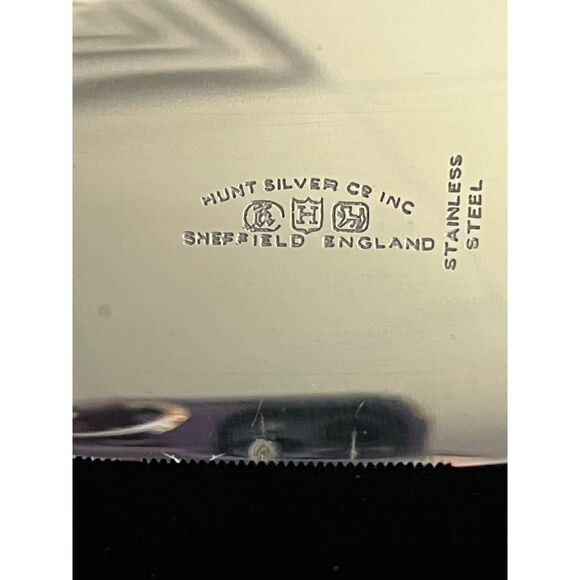 HUNT SILVER Co INC
H
SHEFFIELD ENGLAND
STAINLESS
STEEL